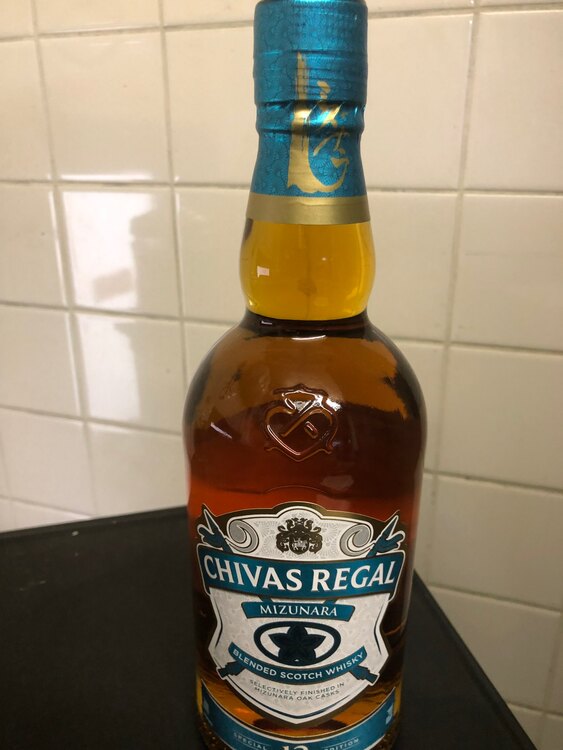 CHIVAS REGAL
MIZUNARA
BLENDED SCOTCH WHISKY
SELECTIVELY FINISHED IN
MIZUNARA OAK CASKS
SPECIAL 12 EDITION